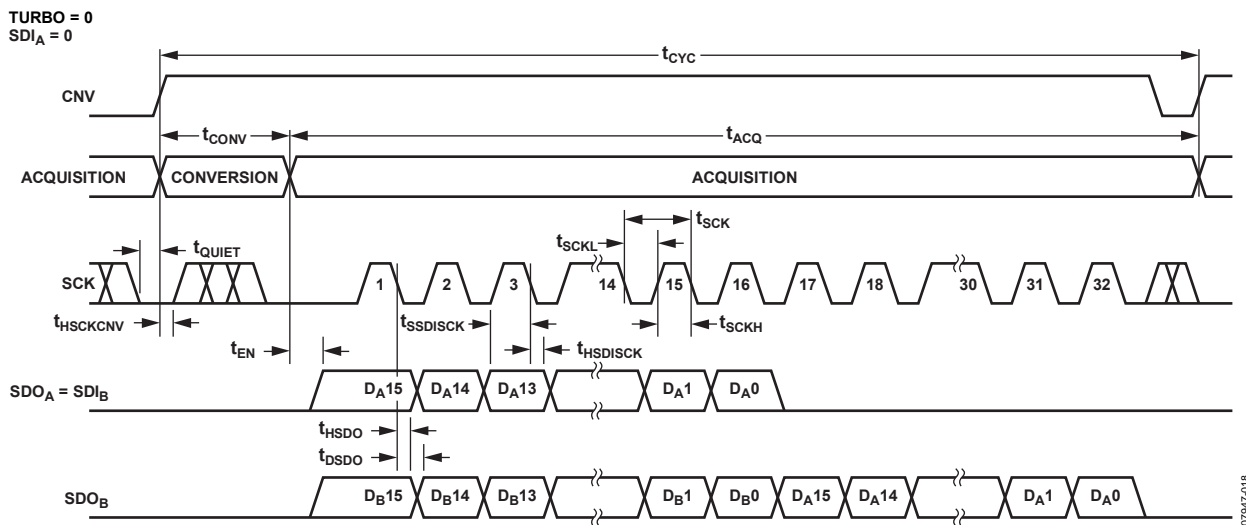 TURBO = 0
SDIA = 0
tCYC
CNV
tCONV
tACQ
ACQUISITION
CONVERSION
ACQUISITION
tSCK
tQUIET
tSCKL
SCK
1 2 3 14 15 16 17 18 30 31 32
tHSCKCNV
tSSDISCK
tSCKH
tEN
tHSDISCK
SDOA = SDIB
DA15 DA14 DA13 DA1 DA0
tHSDO
tDSDO
SDOB
DB15 DB14 DB13 DB1 DB0 DA15 DA14 DA1 DA0
17947-018